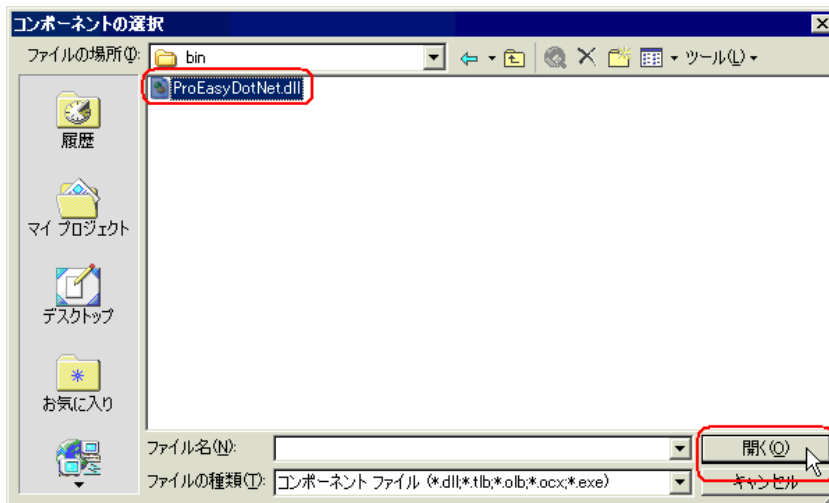 コンポーネントの選択
ファイルの場所(I):
bin
ツール(L)
ProEasyDotNet.dll
履歴
マイ プロジェクト
デスクトップ
お気に入り
ファイル名(N):
開く(O)
ファイルの種類(T):
コンポーネント ファイル (*.dll;*.tlb;*.olb;*.ocx;*.exe)
キャンセル